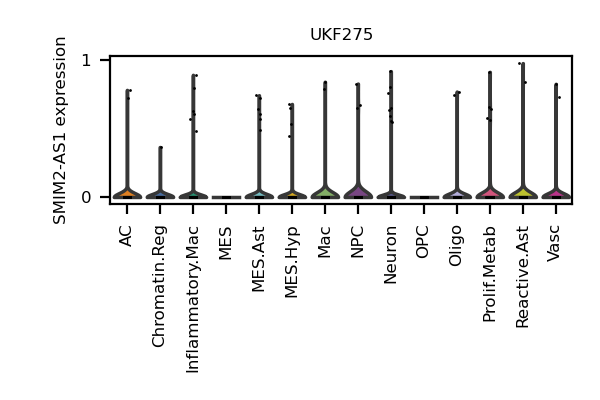 UKF275
SMIM2-AS1 expression
1
0
AC
Chromatin.Reg
Inflammatory.Mac
MES
MES.Ast
MES.Hyp
Mac
NPC
Neuron
OPC
Oligo
Prolif.Metab
Reactive.Ast
Vasc